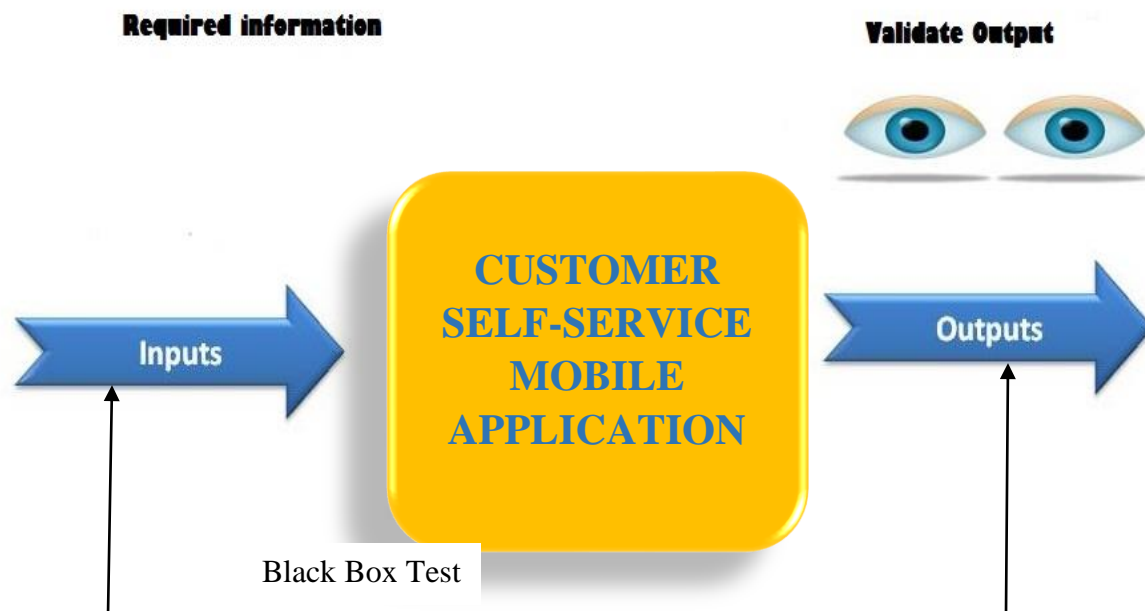 Required information
Validate Output
Inputs
CUSTOMER
SELF-SERVICE
MOBILE
APPLICATION
Outputs
Black Box Test